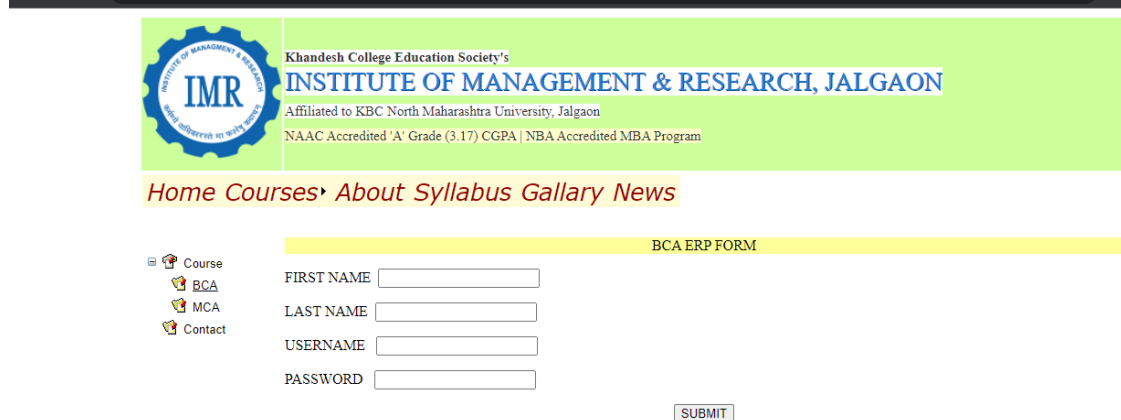 INSTITUTE OF MANAGMENT & RESEARCH
IMR
Khandesh College Education Society's
INSTITUTE OF MANAGEMENT & RESEARCH, JALGAON
Affiliated to KBC North Maharashtra University, Jalgaon
NAAC Accredited 'A' Grade (3.17) CGPA | NBA Accredited MBA Program
Home Courses About Syllabus Gallary News
BCA ERP FORM
Course
BCA
MCA
Contact
FIRST NAME
LAST NAME
USERNAME
PASSWORD
SUBMIT